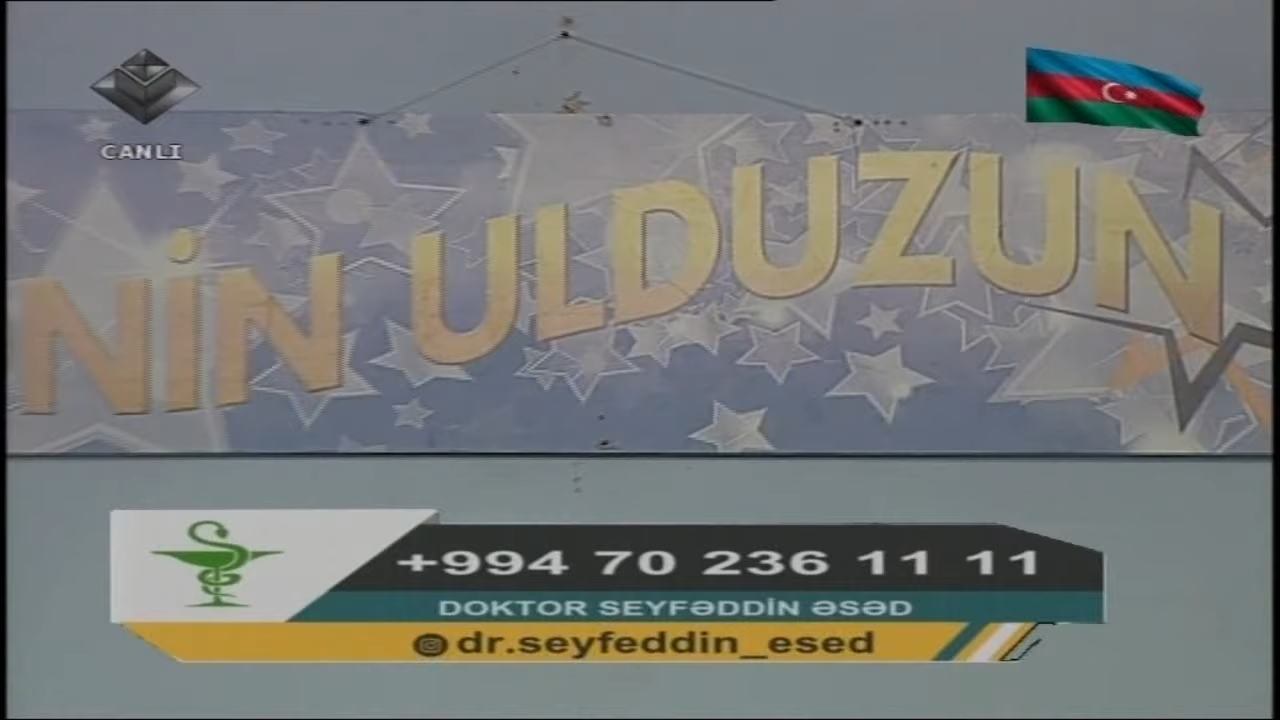 CANLI
NİN ULDUZUN
+994 70 236 11 11
DOKTOR SEYFƏDDİN ƏSƏD
dr.seyfeddin_esed